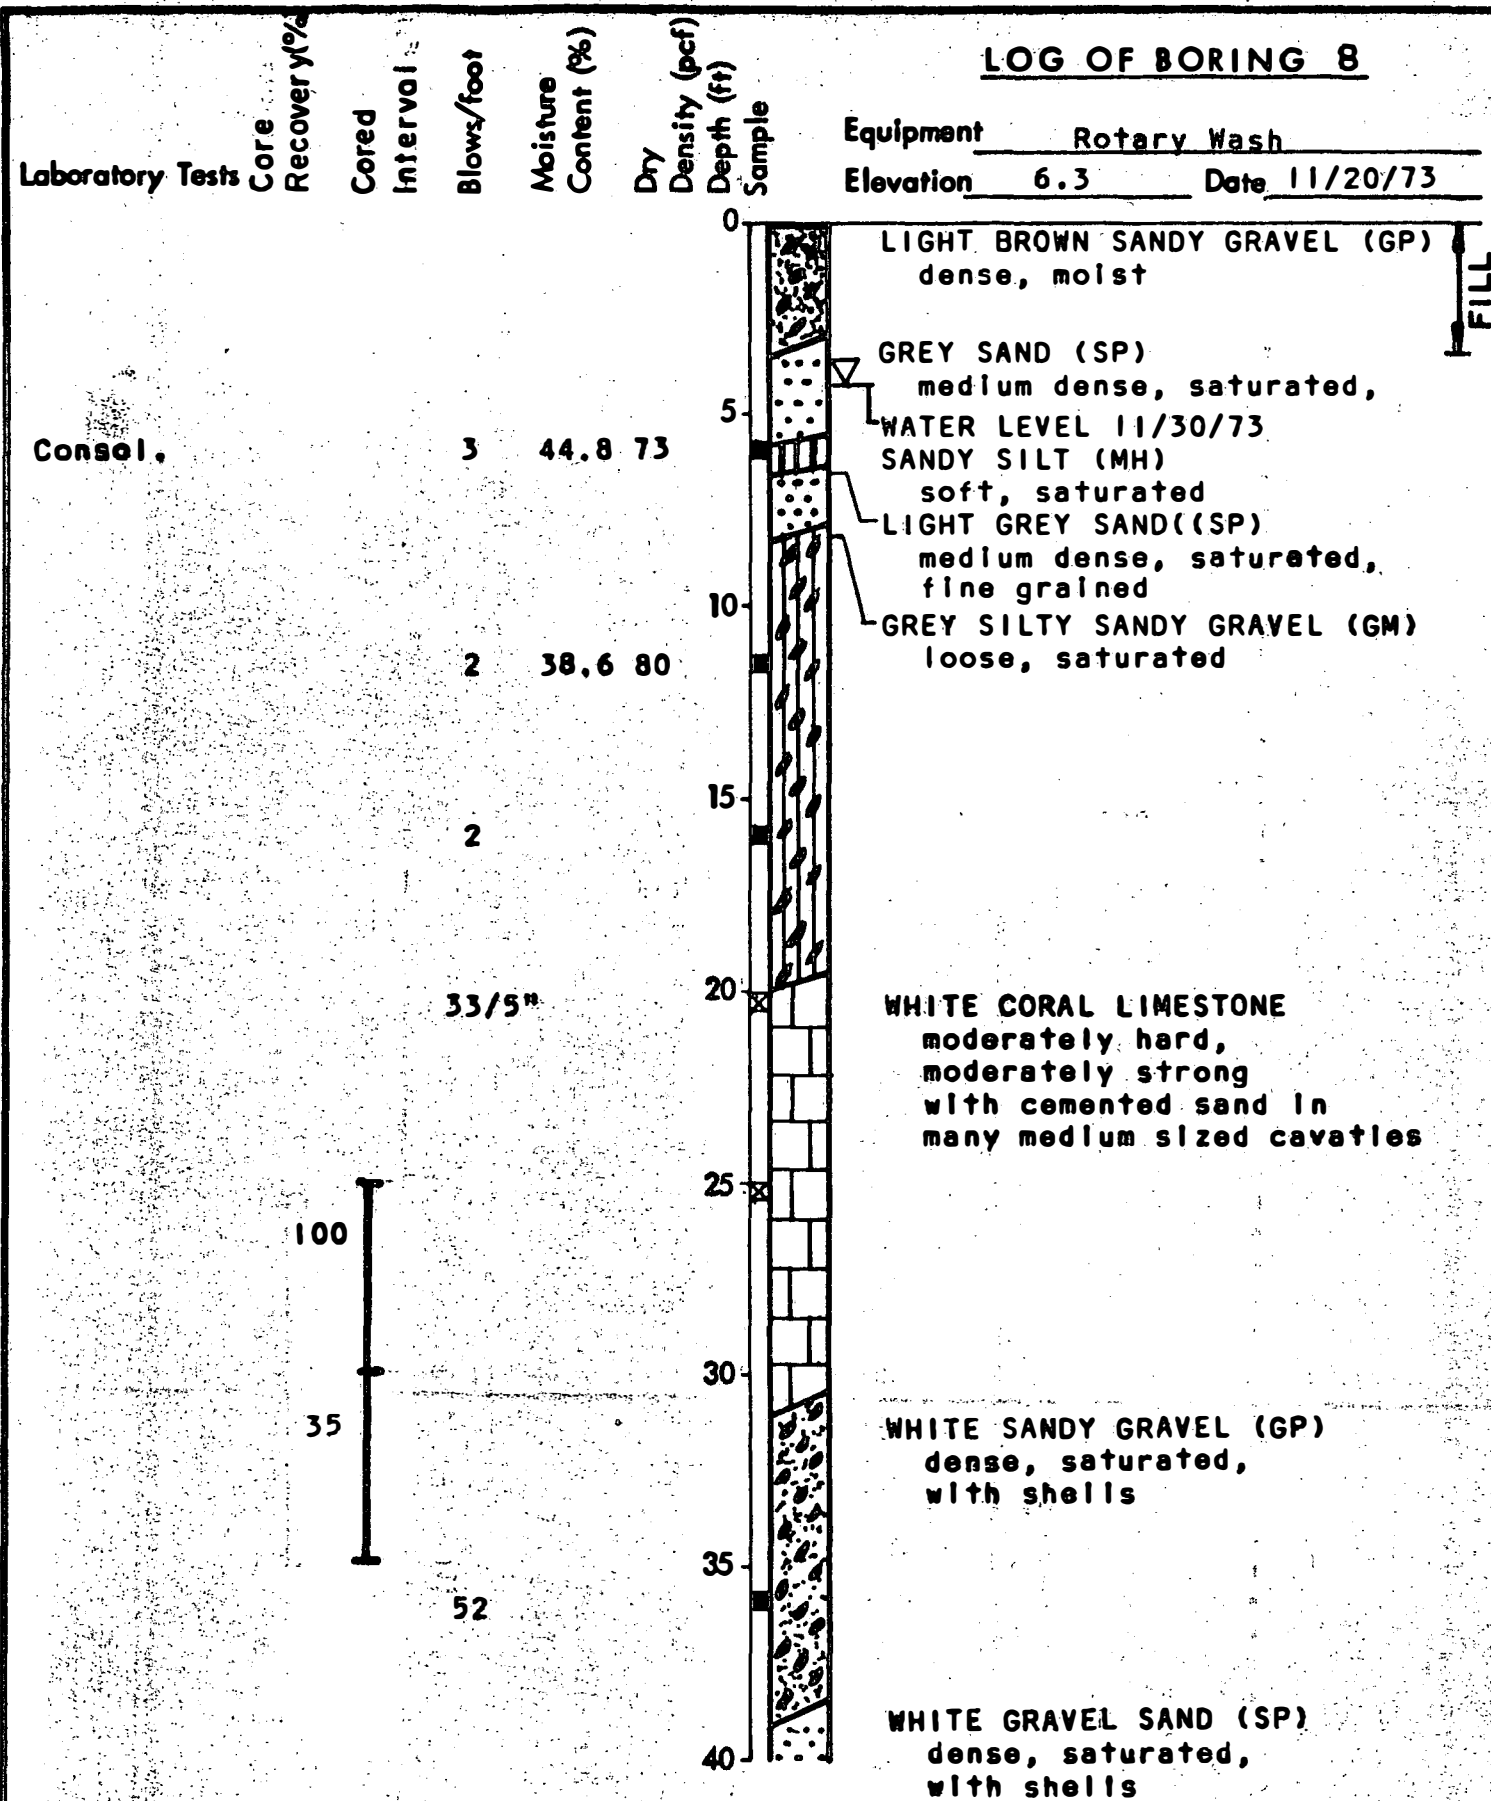 LOG OF BORING 8
Equipment Rotary Wash
Elevation 6.3 Date 11/20/73
Laboratory Tests
Core Recovery(%)
Cored Interval
Blows/foot
Moisture Content (%)
Dry Density (pcf)
Depth (ft)
Sample
0
LIGHT BROWN SANDY GRAVEL (GP)
dense, moist
FILL
GREY SAND (SP)
medium dense, saturated,
5
WATER LEVEL 11/30/73
Consol. 3 44.8 73
SANDY SILT (MH)
soft, saturated
LIGHT GREY SAND((SP)
medium dense, saturated,
fine grained
10
GREY SILTY SANDY GRAVEL (GM)
loose, saturated
2 38.6 80
15
2
20
33/5"
WHITE CORAL LIMESTONE
moderately hard,
moderately strong
with cemented sand in
many medium sized cavaties
25
100
30
35
WHITE SANDY GRAVEL (GP)
dense, saturated,
with shells
35
52
WHITE GRAVEL SAND (SP)
40
dense, saturated,
with shells